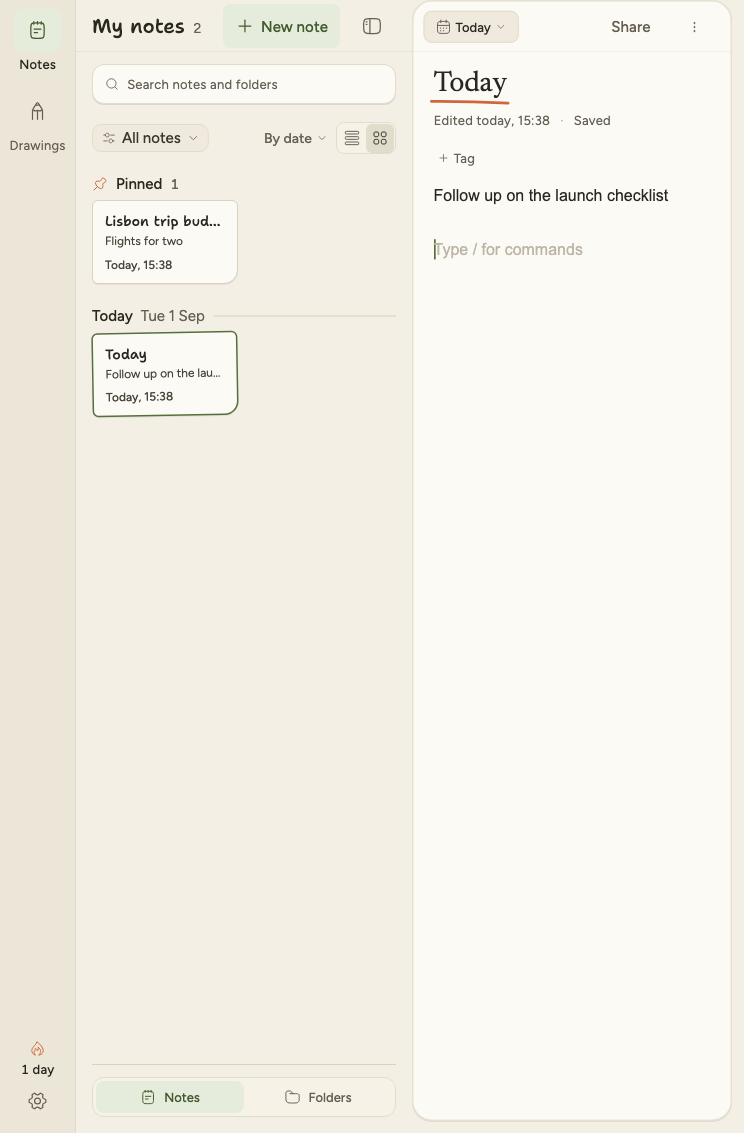 Notes
Drawings
1 day
My notes 2
+ New note
Search notes and folders
All notes
By date
Pinned 1
Lisbon trip bud...
Flights for two
Today, 15:38
Today Tue 1 Sep
Today
Follow up on the lau...
Today, 15:38
Notes
Folders
Today
Share
Today
Edited today, 15:38 · Saved
+ Tag
Follow up on the launch checklist
Type / for commands